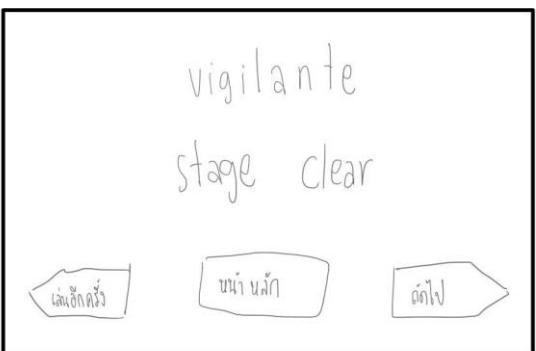 vigilante
stage clear
เล่นอีกครั้ง
หน้าหลัก
ถัดไป